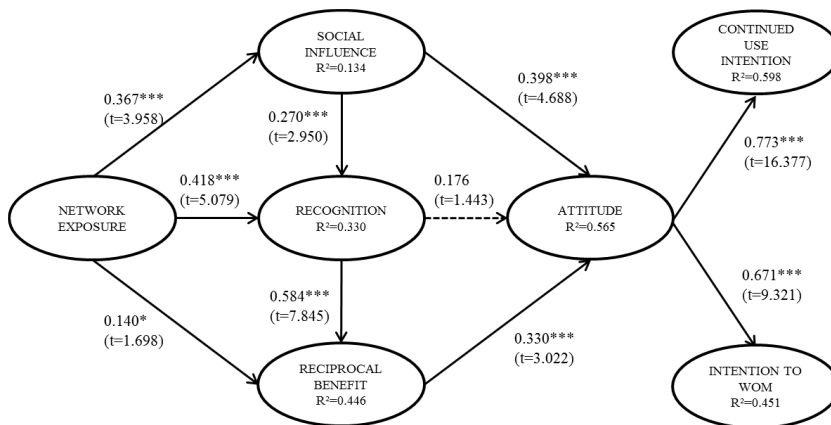 SOCIAL
INFLUENCE
R²=0.134
CONTINUED
USE
INTENTION
R²=0.598
0.367***
(t=3.958)
0.398***
(t=4.688)
0.270***
(t=2.950)
0.773***
(t=16.377)
NETWORK
EXPOSURE
0.418***
(t=5.079)
RECOGNITION
R²=0.330
0.176
(t=1.443)
ATTITUDE
R²=0.565
0.140*
(t=1.698)
0.584***
(t=7.845)
0.330***
(t=3.022)
0.671***
(t=9.321)
RECIPROCAL
BENEFIT
R²=0.446
INTENTION TO
WOM
R²=0.451